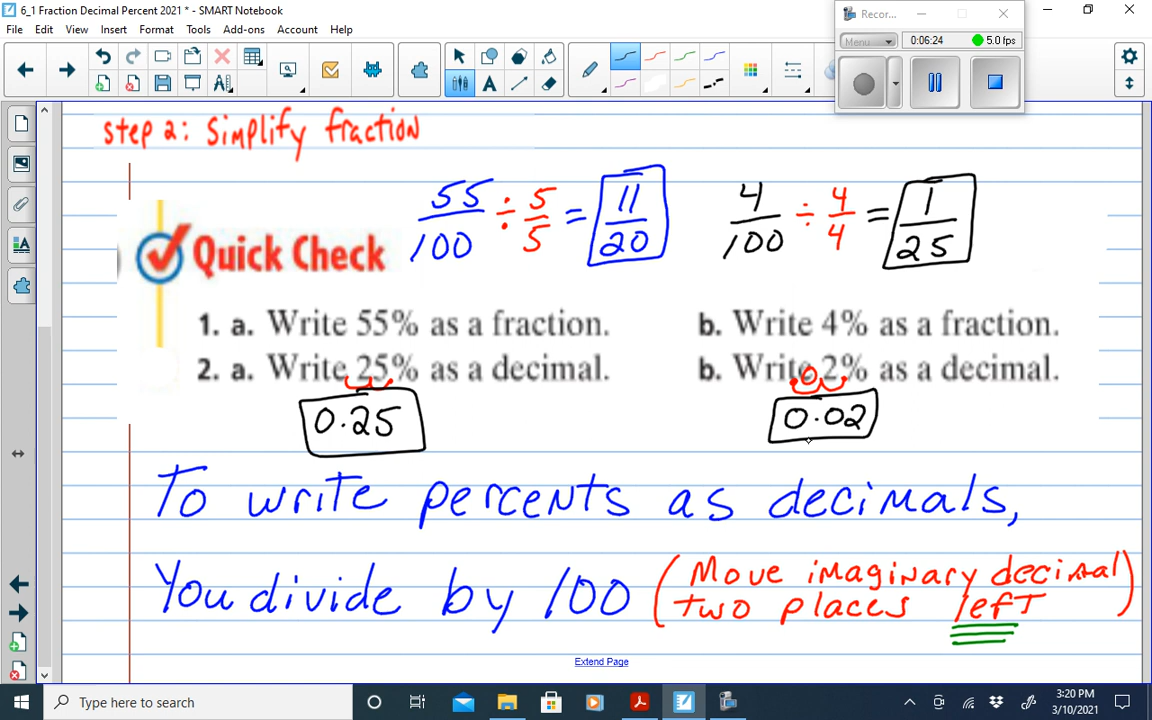 6_1 Fraction Decimal Percent 2021 * - SMART Notebook
Recor...
File Edit View Insert Format Tools Add-ons Account Help
Menu 0:06:24 5.0 fps
step 2: Simplify fraction
55/100 ÷ 5/5 = 11/20 4/100 ÷ 4/4 = 1/25
Quick Check
1. a. Write 55% as a fraction. b. Write 4% as a fraction.
2. a. Write 25% as a decimal. b. Write 2% as a decimal.
0.25 0.02
To write percents as decimals,
You divide by 100 (Move imaginary decimal
two places left)
Extend Page
Type here to search
3:20 PM
3/10/2021